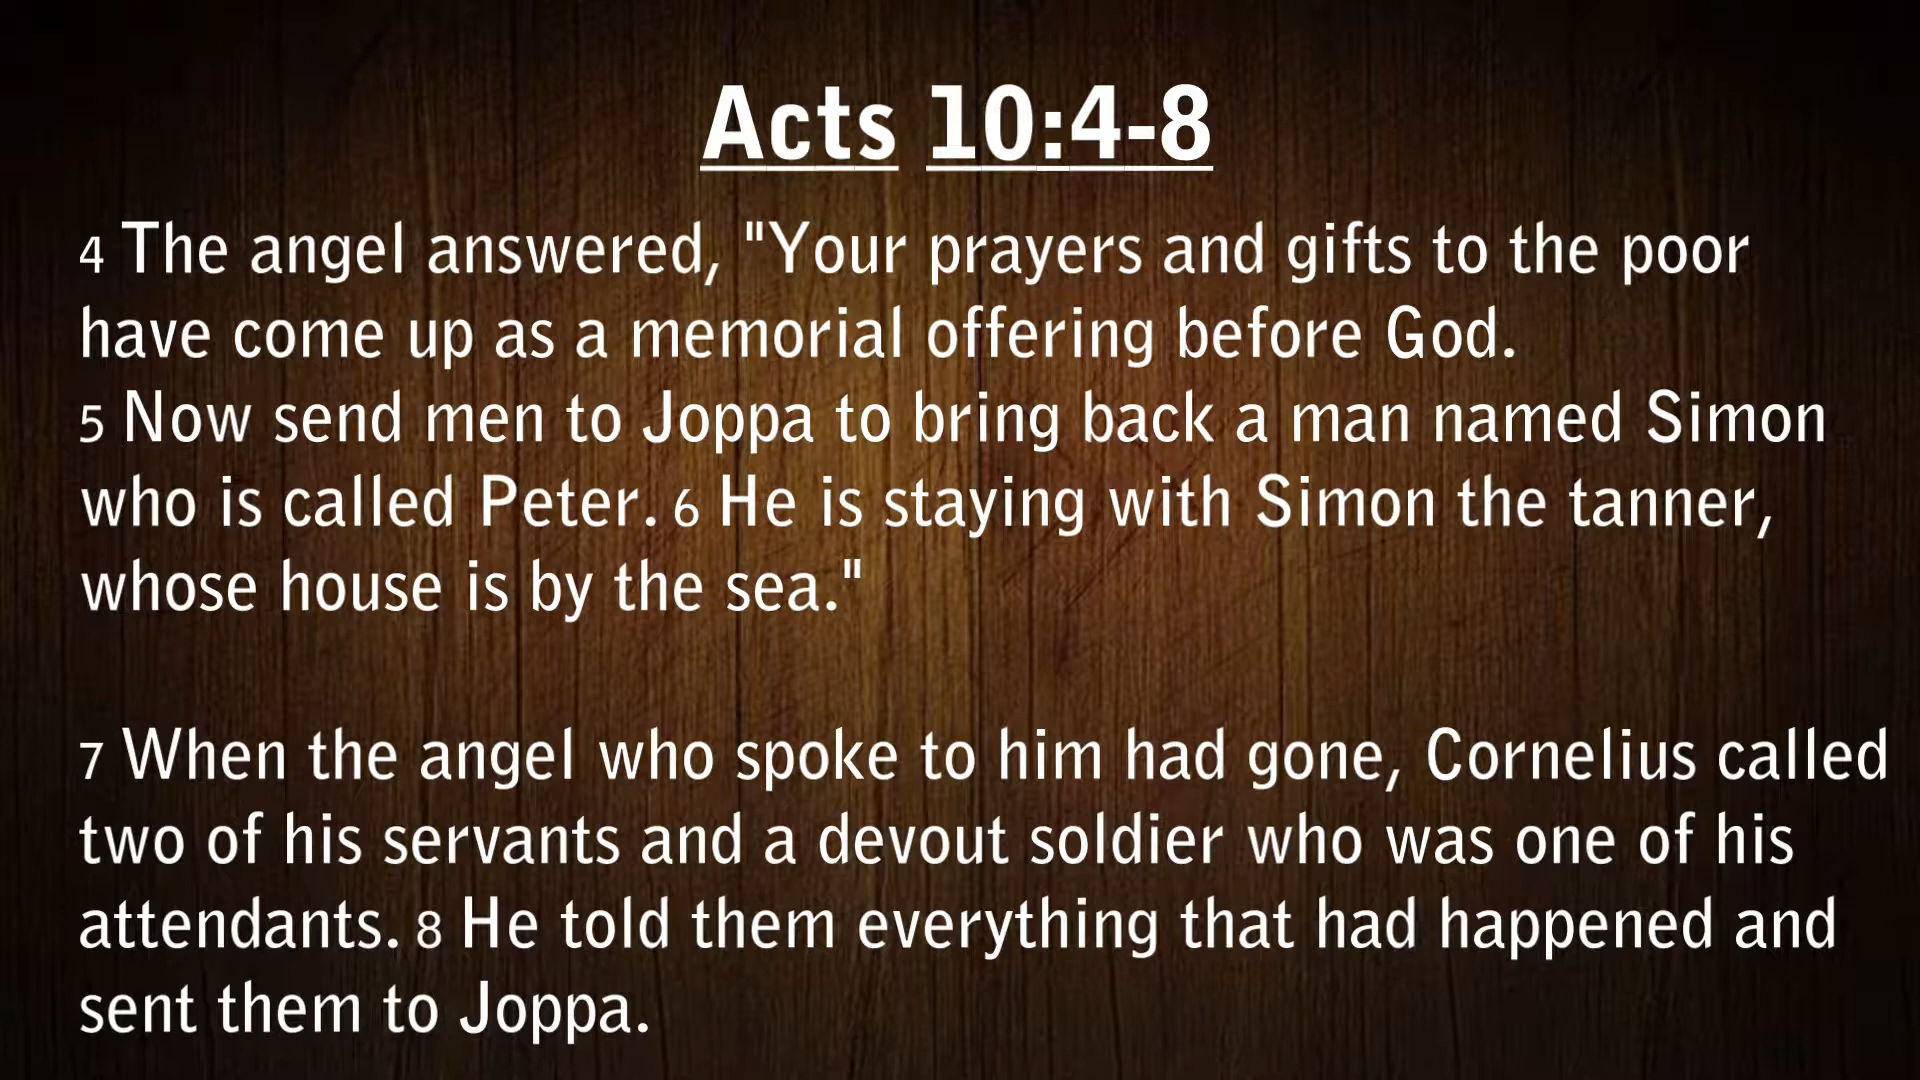 Acts 10:4-8
4 The angel answered, "Your prayers and gifts to the poor
have come up as a memorial offering before God.
5 Now send men to Joppa to bring back a man named Simon
who is called Peter. 6 He is staying with Simon the tanner,
whose house is by the sea."
7 When the angel who spoke to him had gone, Cornelius called
two of his servants and a devout soldier who was one of his
attendants. 8 He told them everything that had happened and
sent them to Joppa.